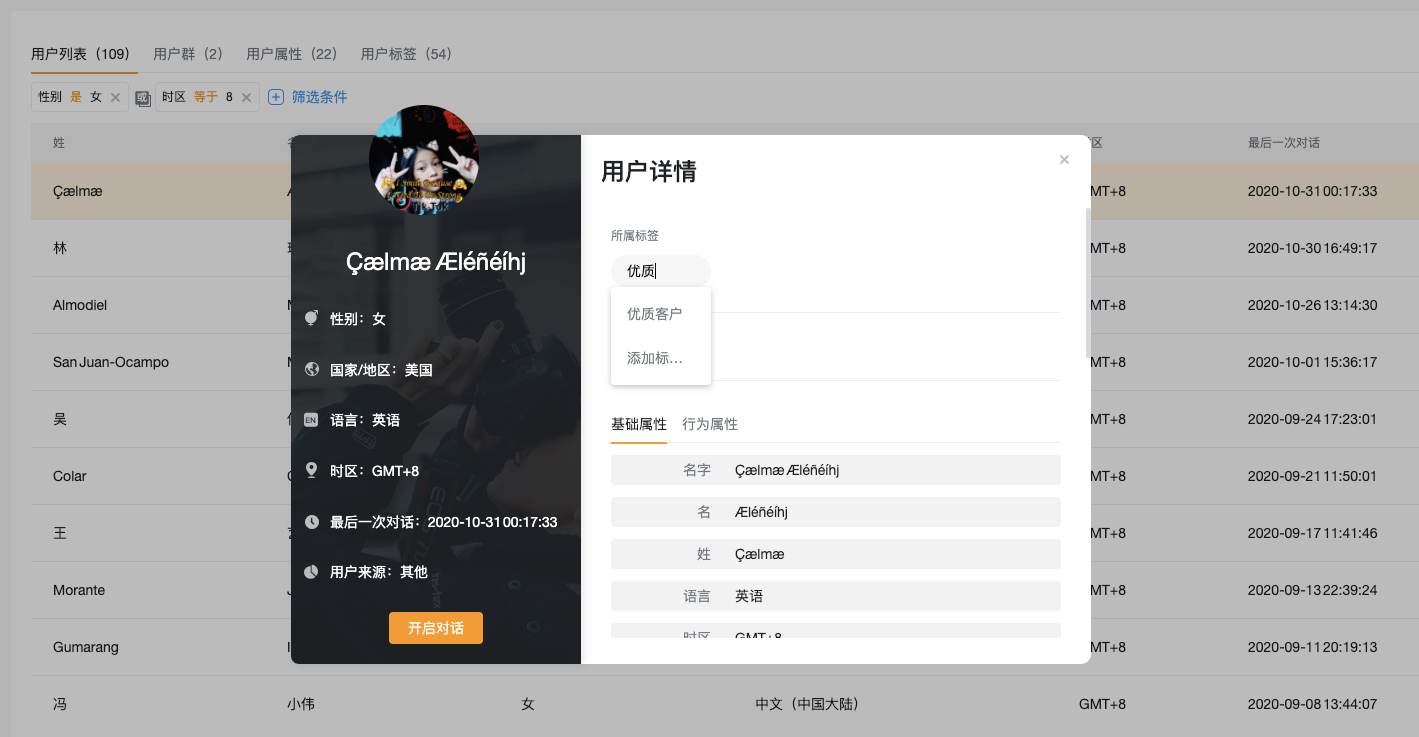 用户列表（109） 用户群（2） 用户属性（22） 用户标签（54）
性别 是 女 × 或 时区 等于 8 × + 筛选条件
姓 区 最后一次对话
Çælmæ GMT+8 2020-10-31 00:17:33
林 GMT+8 2020-10-30 16:49:17
Almodiel GMT+8 2020-10-26 13:14:30
San Juan-Ocampo GMT+8 2020-10-01 15:36:17
吴 GMT+8 2020-09-24 17:23:01
Colar GMT+8 2020-09-21 11:50:01
王 GMT+8 2020-09-17 11:41:46
Morante GMT+8 2020-09-13 22:39:24
Gumarang GMT+8 2020-09-11 20:19:13
冯 小伟 女 中文（中国大陆） GMT+8 2020-09-08 13:44:07
Çælmæ Æléñéíhj
性别：女
国家/地区：美国
EN 语言：英语
时区：GMT+8
最后一次对话：2020-10-31 00:17:33
用户来源：其他
开启对话
用户详情 ×
所属标签
优质
优质客户
添加标...
基础属性 行为属性
名字 Çælmæ Æléñéíhj
名 Æléñéíhj
姓 Çælmæ
语言 英语
时区 GMT+8